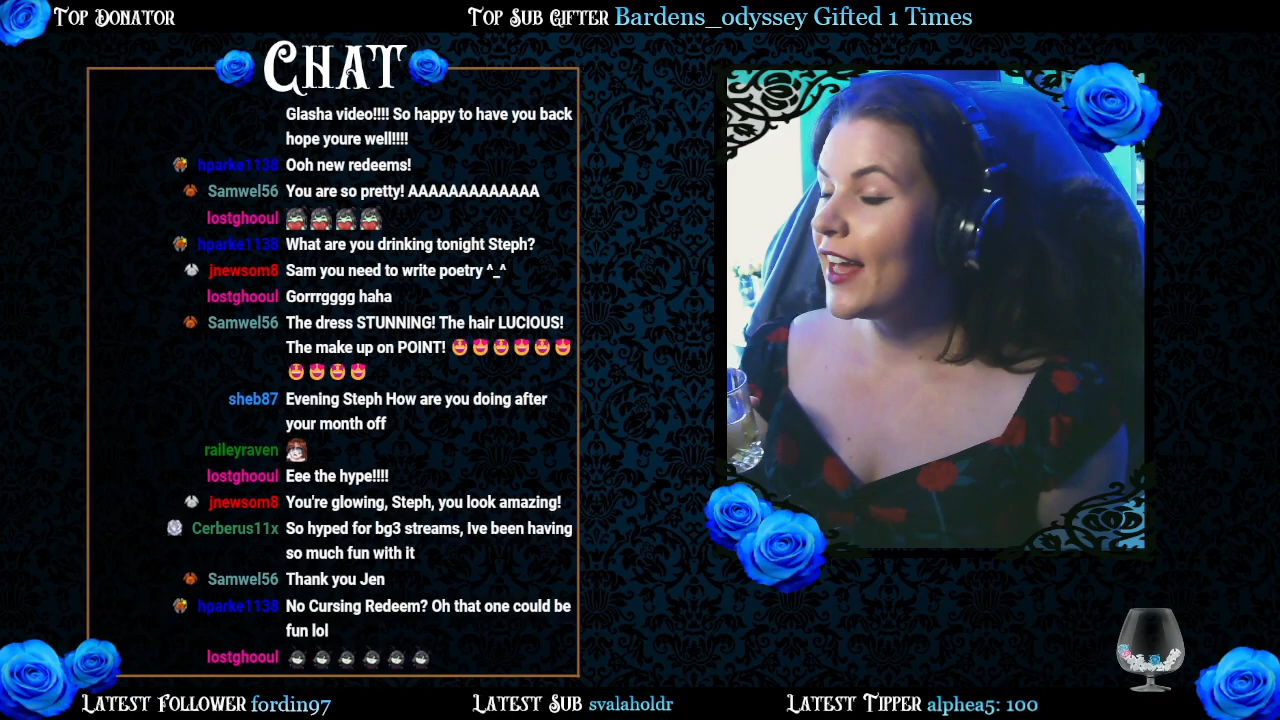 Top Donator
Top Sub Gifter Bardens_odyssey Gifted 1 Times
Chat
Glasha video!!!! So happy to have you back
hope youre well!!!!
hparke1138 Ooh new redeems!
Samwel56 You are so pretty! AAAAAAAAAAAAA
lostghooul
hparke1138 What are you drinking tonight Steph?
jnewsom8 Sam you need to write poetry ^_^
lostghooul Gorrrgggg haha
Samwel56 The dress STUNNING! The hair LUCIOUS!
The make up on POINT! 🤩🤩🤩🤩🤩🤩
🤩🤩🤩🤩
sheb87 Evening Steph How are you doing after
your month off
raileyraven
lostghooul Eee the hype!!!!
jnewsom8 You're glowing, Steph, you look amazing!
Cerberus11x So hyped for bg3 streams, Ive been having
so much fun with it
Samwel56 Thank you Jen
hparke1138 No Cursing Redeem? Oh that one could be
fun lol
lostghooul
Latest Follower fordin97
Latest Sub svalaholdr
Latest Tipper alphea5: 100